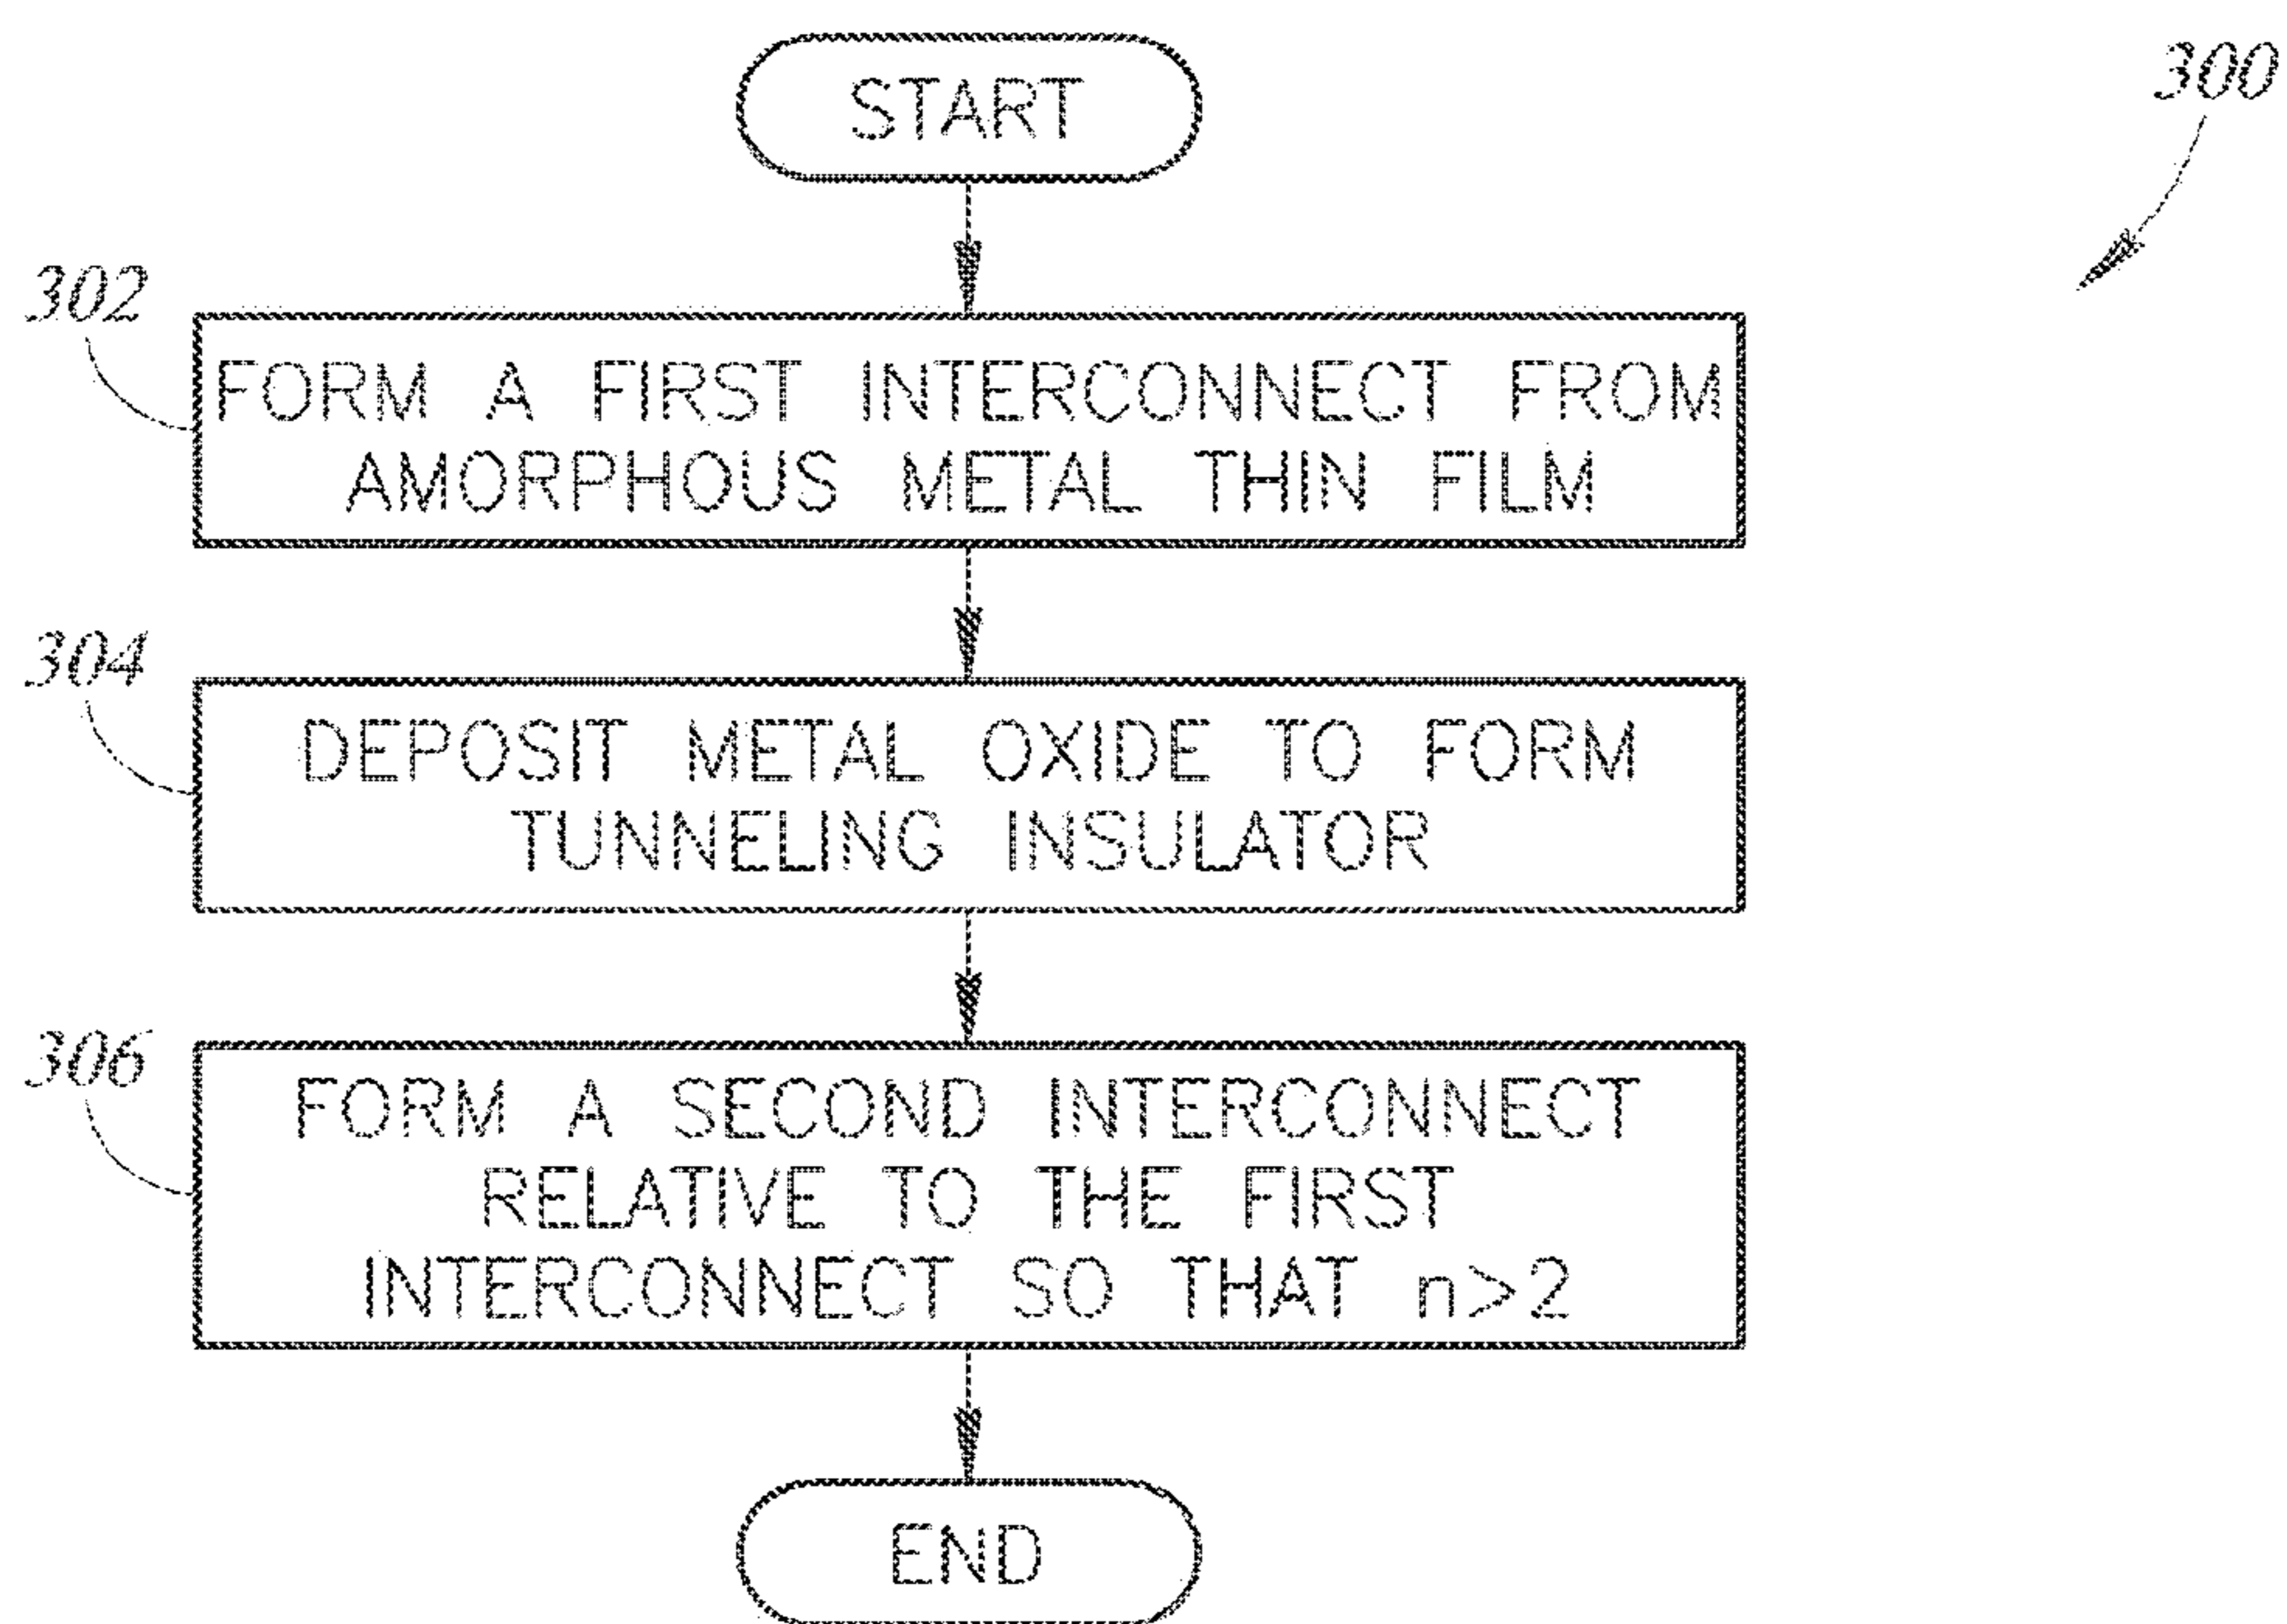 START
300
302
FORM A FIRST INTERCONNECT FROM
AMORPHOUS METAL THIN FILM
304
DEPOSIT METAL OXIDE TO FORM
TUNNELING INSULATOR
306
FORM A SECOND INTERCONNECT
RELATIVE TO THE FIRST
INTERCONNECT SO THAT n>2
END